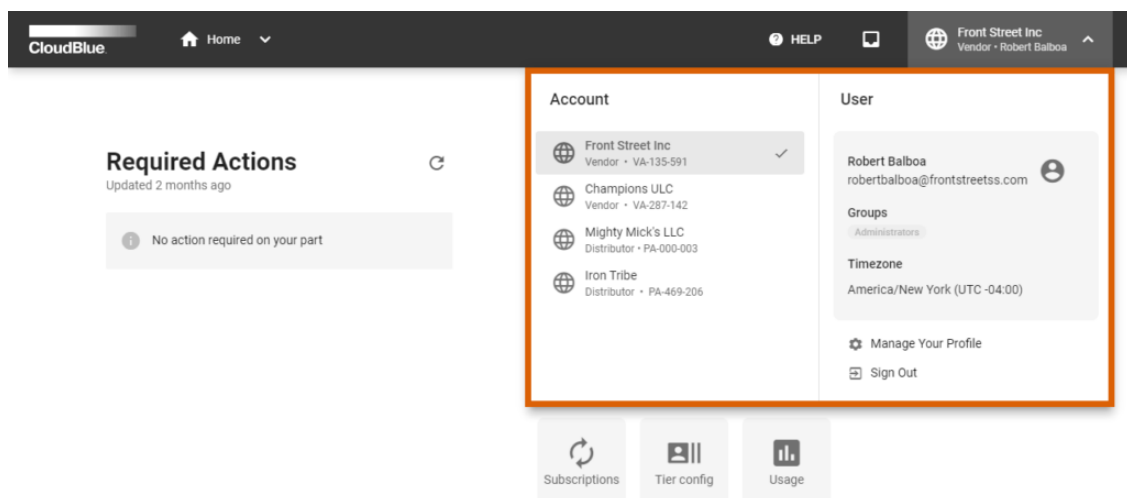 CloudBlue.
Home
HELP
Front Street Inc
Vendor • Robert Balboa
Required Actions
Updated 2 months ago
No action required on your part
Account
Front Street Inc
Vendor • VA-135-591
Champions ULC
Vendor • VA-287-142
Mighty Mick's LLC
Distributor • PA-000-003
Iron Tribe
Distributor • PA-469-206
User
Robert Balboa
robertbalboa@frontstreetss.com
Groups
Administrators
Timezone
America/New York (UTC -04:00)
Manage Your Profile
Sign Out
Subscriptions
Tier config
Usage